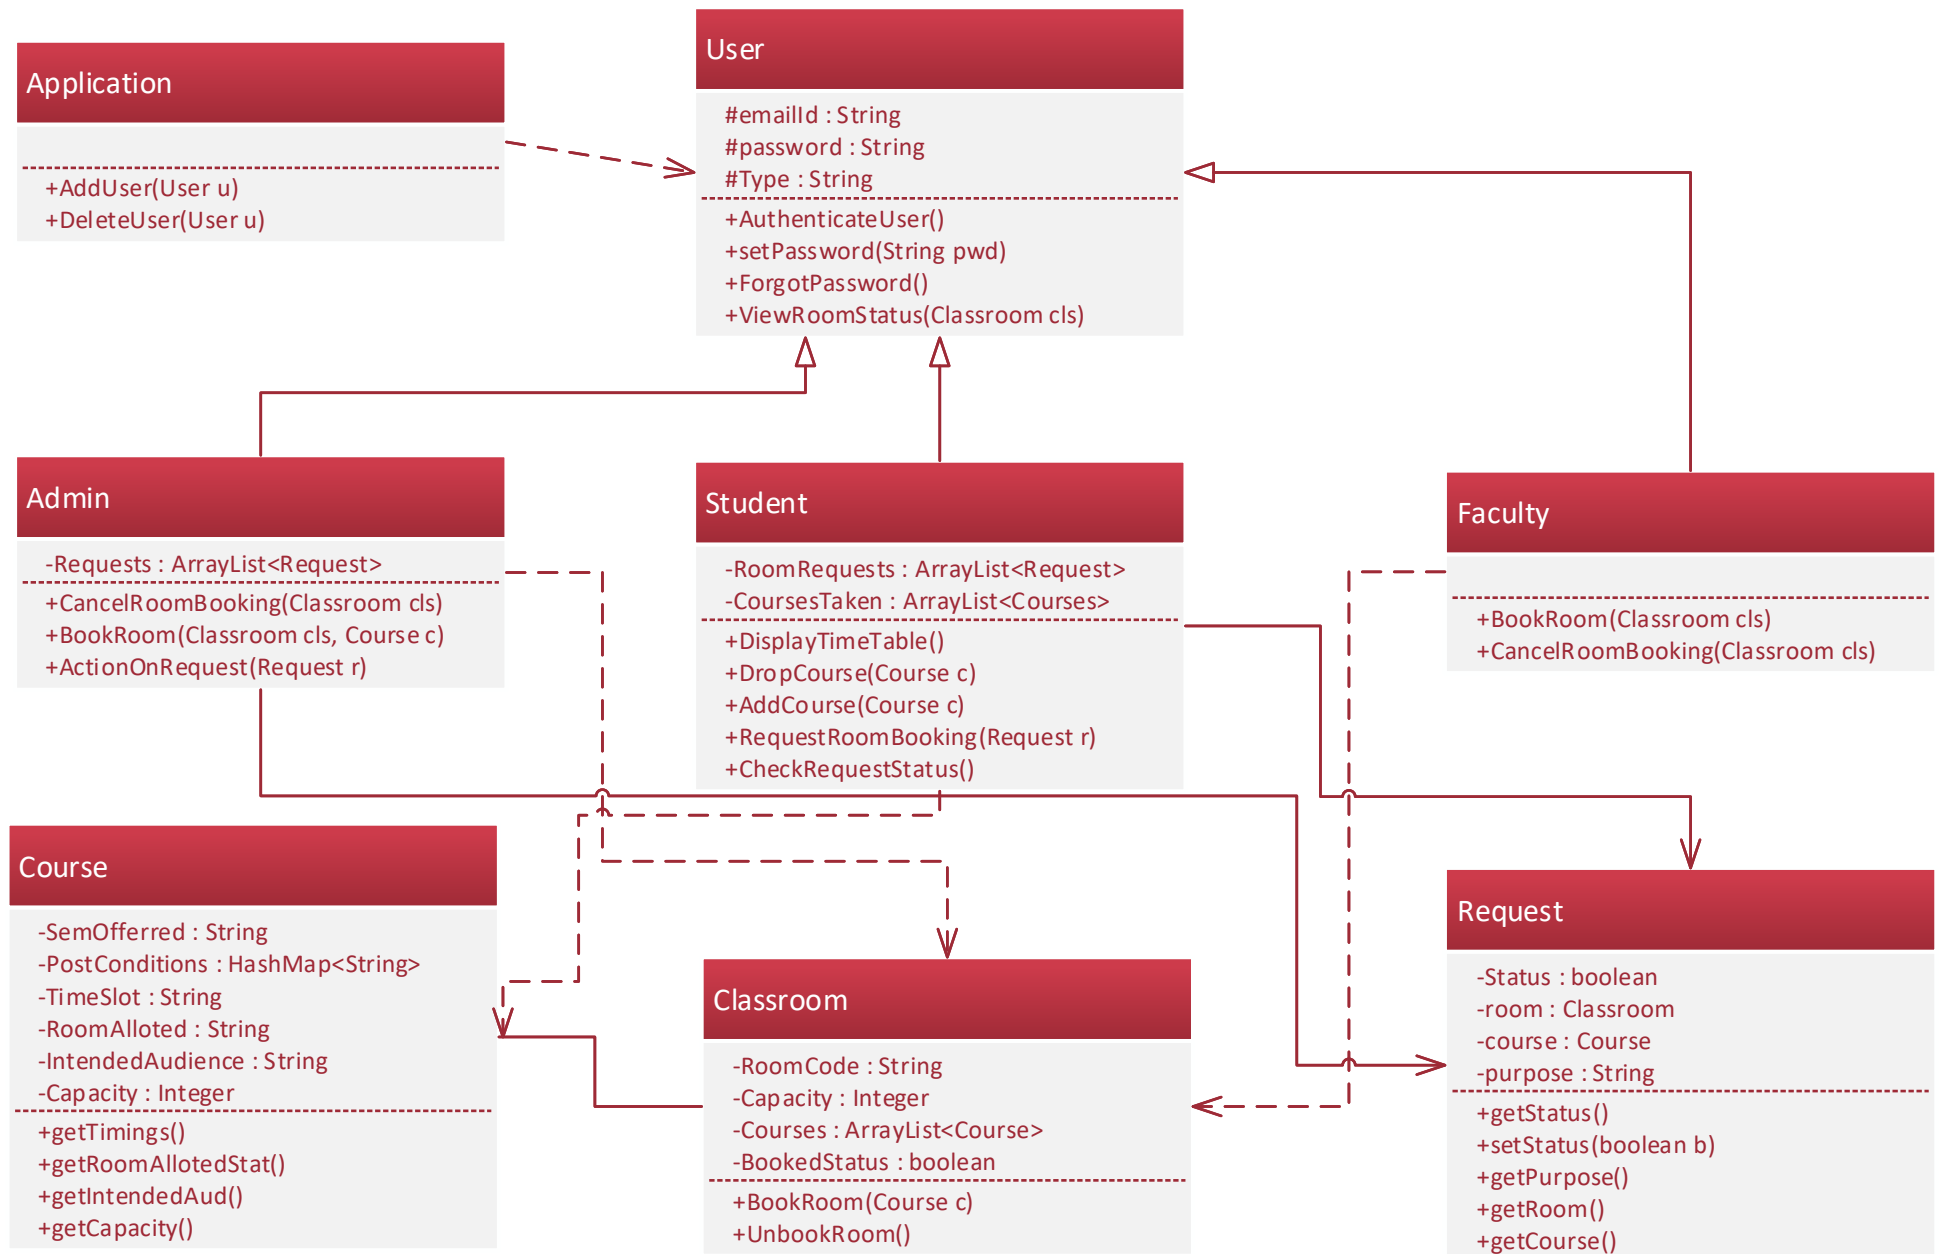 Application
+AddUser(User u)
+DeleteUser(User u)
User
#emailId : String
#password : String
#Type : String
+AuthenticateUser()
+setPassword(String pwd)
+ForgotPassword()
+ViewRoomStatus(Classroom cls)
Admin
-Requests : ArrayList<Request>
+CancelRoomBooking(Classroom cls)
+BookRoom(Classroom cls, Course c)
+ActionOnRequest(Request r)
Student
-RoomRequests : ArrayList<Request>
-CoursesTaken : ArrayList<Courses>
+DisplayTimeTable()
+DropCourse(Course c)
+AddCourse(Course c)
+RequestRoomBooking(Request r)
+CheckRequestStatus()
Faculty
+BookRoom(Classroom cls)
+CancelRoomBooking(Classroom cls)
Course
-SemOfferred : String
-PostConditions : HashMap<String>
-TimeSlot : String
-RoomAlloted : String
-IntendedAudience : String
-Capacity : Integer
+getTimings()
+getRoomAllotedStat()
+getIntendedAud()
+getCapacity()
Classroom
-RoomCode : String
-Capacity : Integer
-Courses : ArrayList<Course>
-BookedStatus : boolean
+BookRoom(Course c)
+UnbookRoom()
Request
-Status : boolean
-room : Classroom
-course : Course
-purpose : String
+getStatus()
+setStatus(boolean b)
+getPurpose()
+getRoom()
+getCourse()